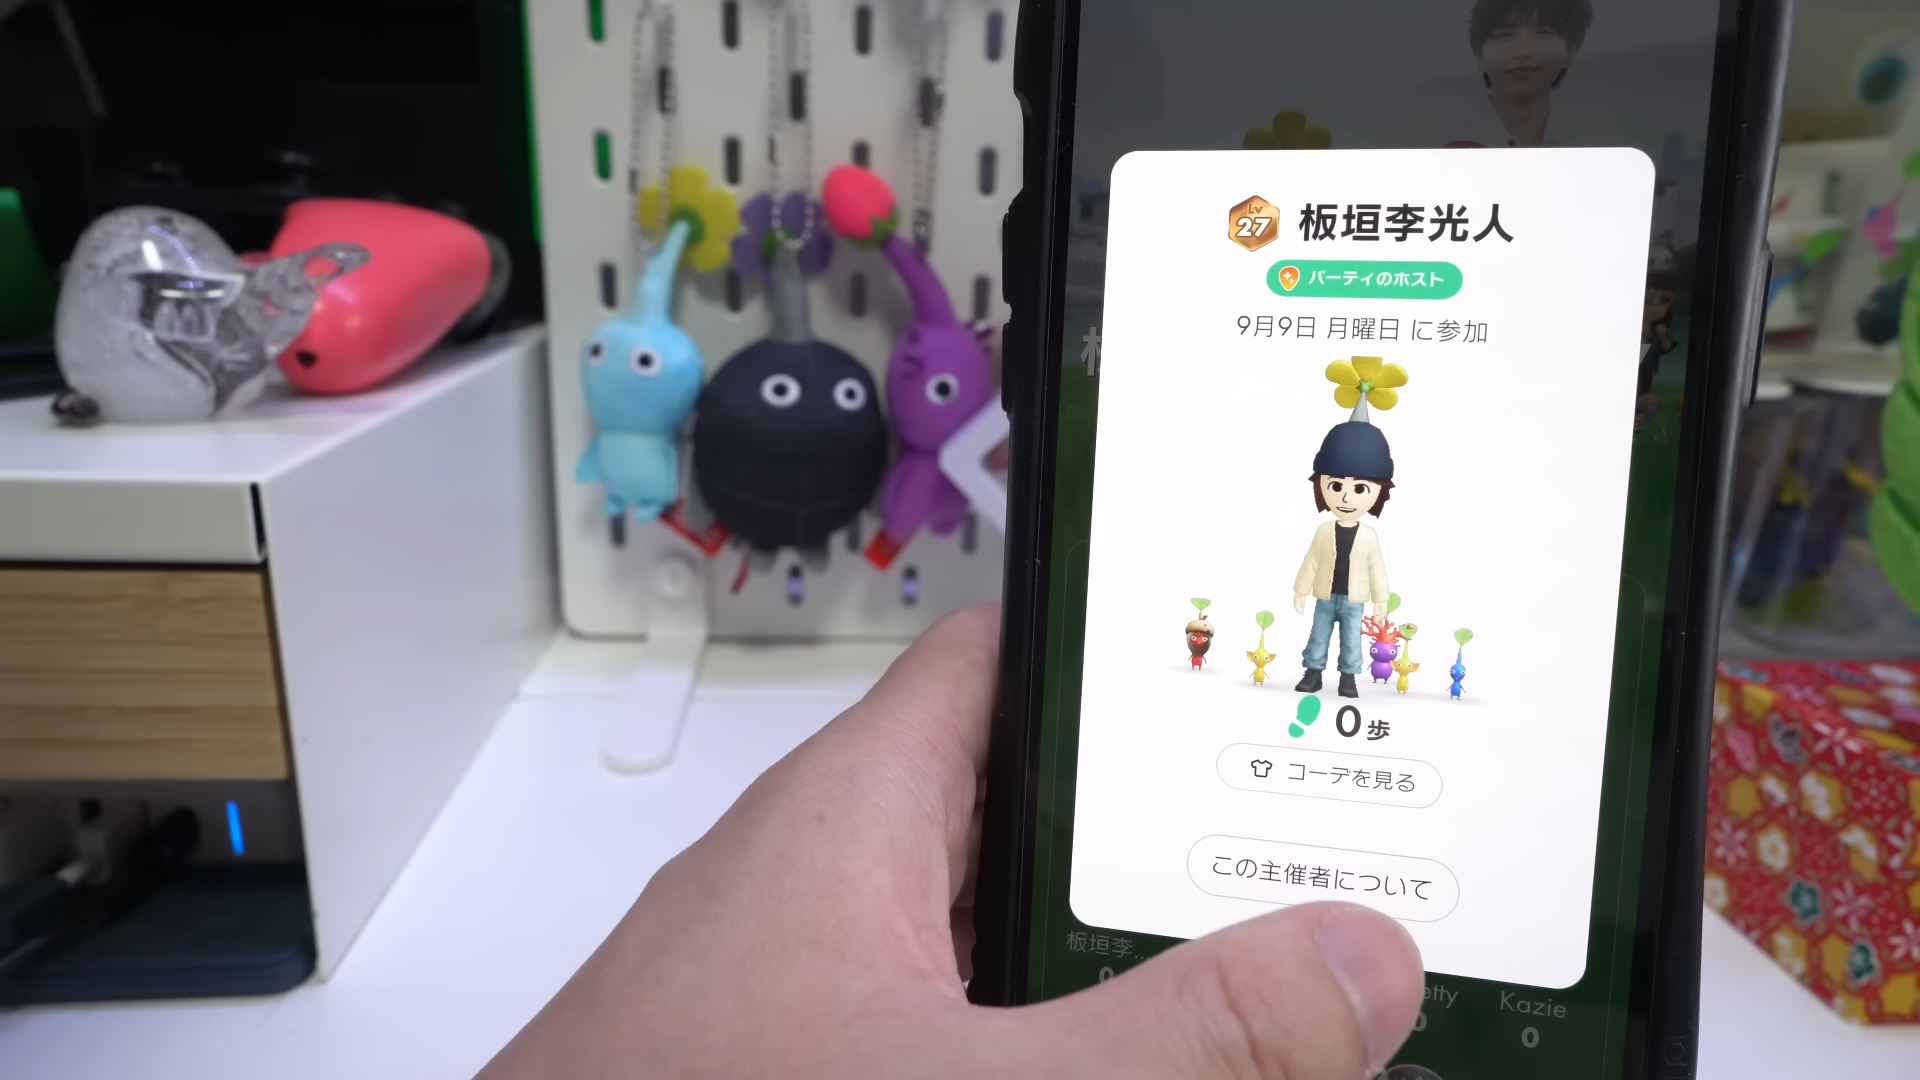 Lv
27
板垣李光人
パーティのホスト
9月9日 月曜日 に参加
0歩
コーデを見る
この主催者について
板垣李...
0
etty
Kazie
0